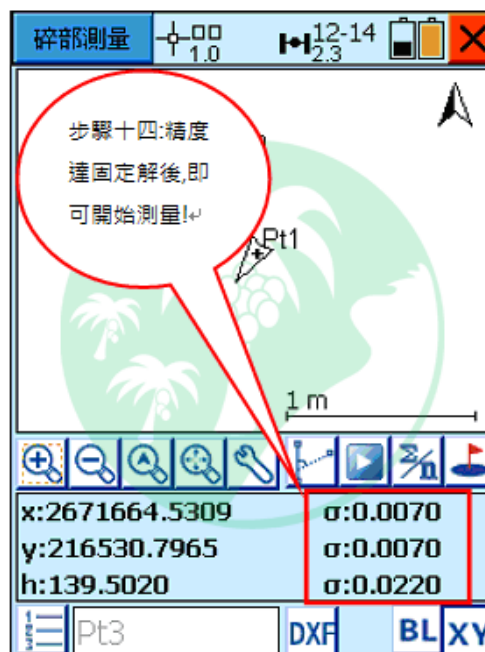 碎部測量
1.0
12-14
2.3
步驟十四:精度
達固定解後,即
可開始測量!↵
Pt1
1 m
x:2671664.5309 σ:0.0070
y:216530.7965 σ:0.0070
h:139.5020 σ:0.0220
Pt3
DXF
BL
XY